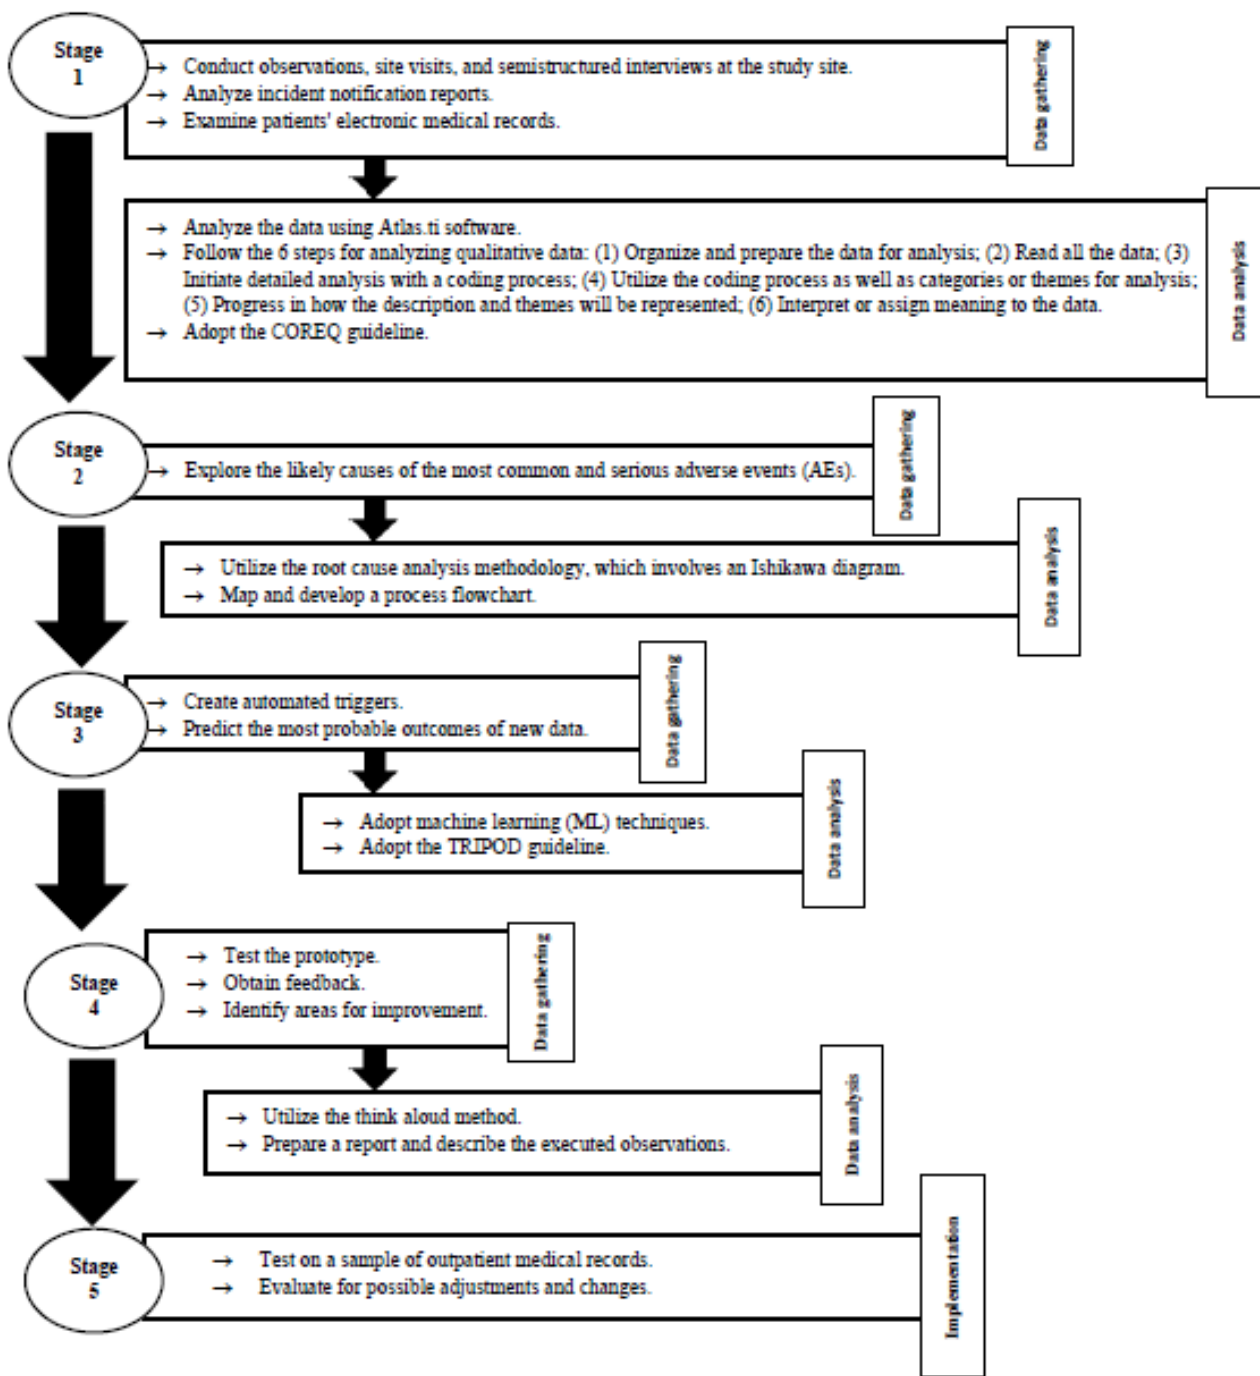 Stage
1
→ Conduct observations, site visits, and semistructured interviews at the study site.
→ Analyze incident notification reports.
→ Examine patients' electronic medical records.
Data gathering
→ Analyze the data using Atlas.ti software.
→ Follow the 6 steps for analyzing qualitative data: (1) Organize and prepare the data for analysis; (2) Read all the data; (3)
Initiate detailed analysis with a coding process; (4) Utilize the coding process as well as categories or themes for analysis;
(5) Progress in how the description and themes will be represented; (6) Interpret or assign meaning to the data.
→ Adopt the COREQ guideline.
Data analysis
Stage
2
→ Explore the likely causes of the most common and serious adverse events (AEs).
Data gathering
→ Utilize the root cause analysis methodology, which involves an Ishikawa diagram.
→ Map and develop a process flowchart.
Data analysis
Stage
3
→ Create automated triggers.
→ Predict the most probable outcomes of new data.
Data gathering
→ Adopt machine learning (ML) techniques.
→ Adopt the TRIPOD guideline.
Data analysis
Stage
4
→ Test the prototype.
→ Obtain feedback.
→ Identify areas for improvement.
Data gathering
→ Utilize the think aloud method.
→ Prepare a report and describe the executed observations.
Data analysis
Stage
5
→ Test on a sample of outpatient medical records.
→ Evaluate for possible adjustments and changes.
Implementation